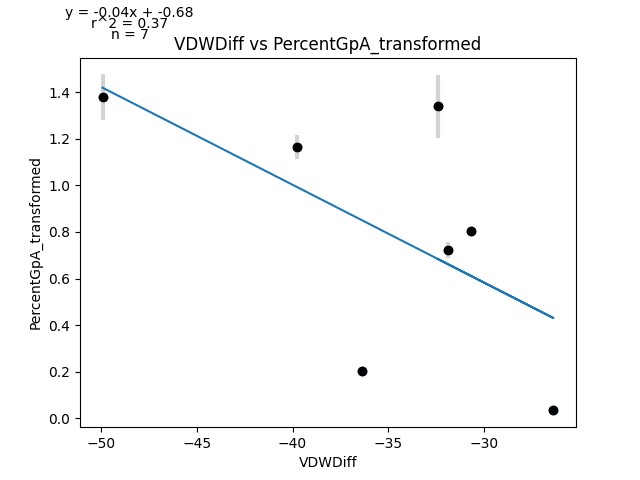 y = -0.04x + -0.68
r^2 = 0.37
n = 7
VDWDiff vs PercentGpA_transformed
1.4
1.2
1.0
0.8
0.6
0.4
0.2
0.0
PercentGpA_transformed
−50
−45
−40
−35
−30
VDWDiff